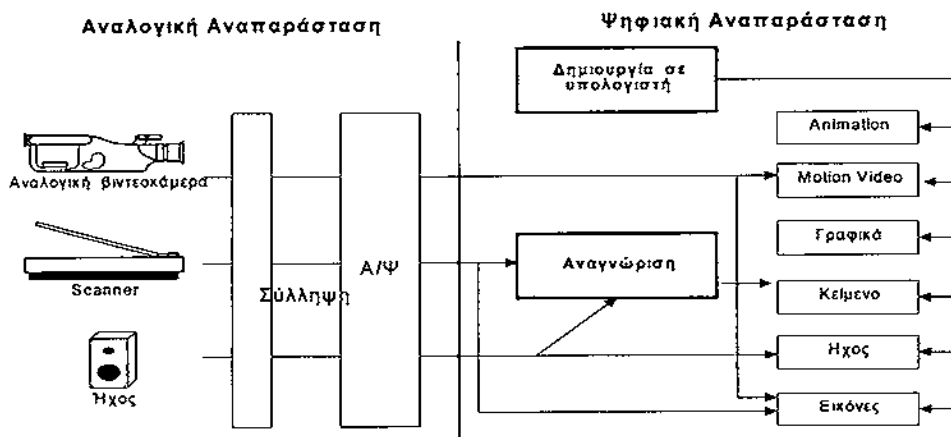 Αναλογική Αναπαράσταση
Ψηφιακή Αναπαράσταση
Δημιουργία σε
υπολογιστή
Animation
Αναλογική βιντεοκάμερα
Motion Video
Γραφικά
Scanner
Σύλληψη
Α/Ψ
Αναγνώριση
Κείμενο
Ήχος
Ηχος
Εικόνες